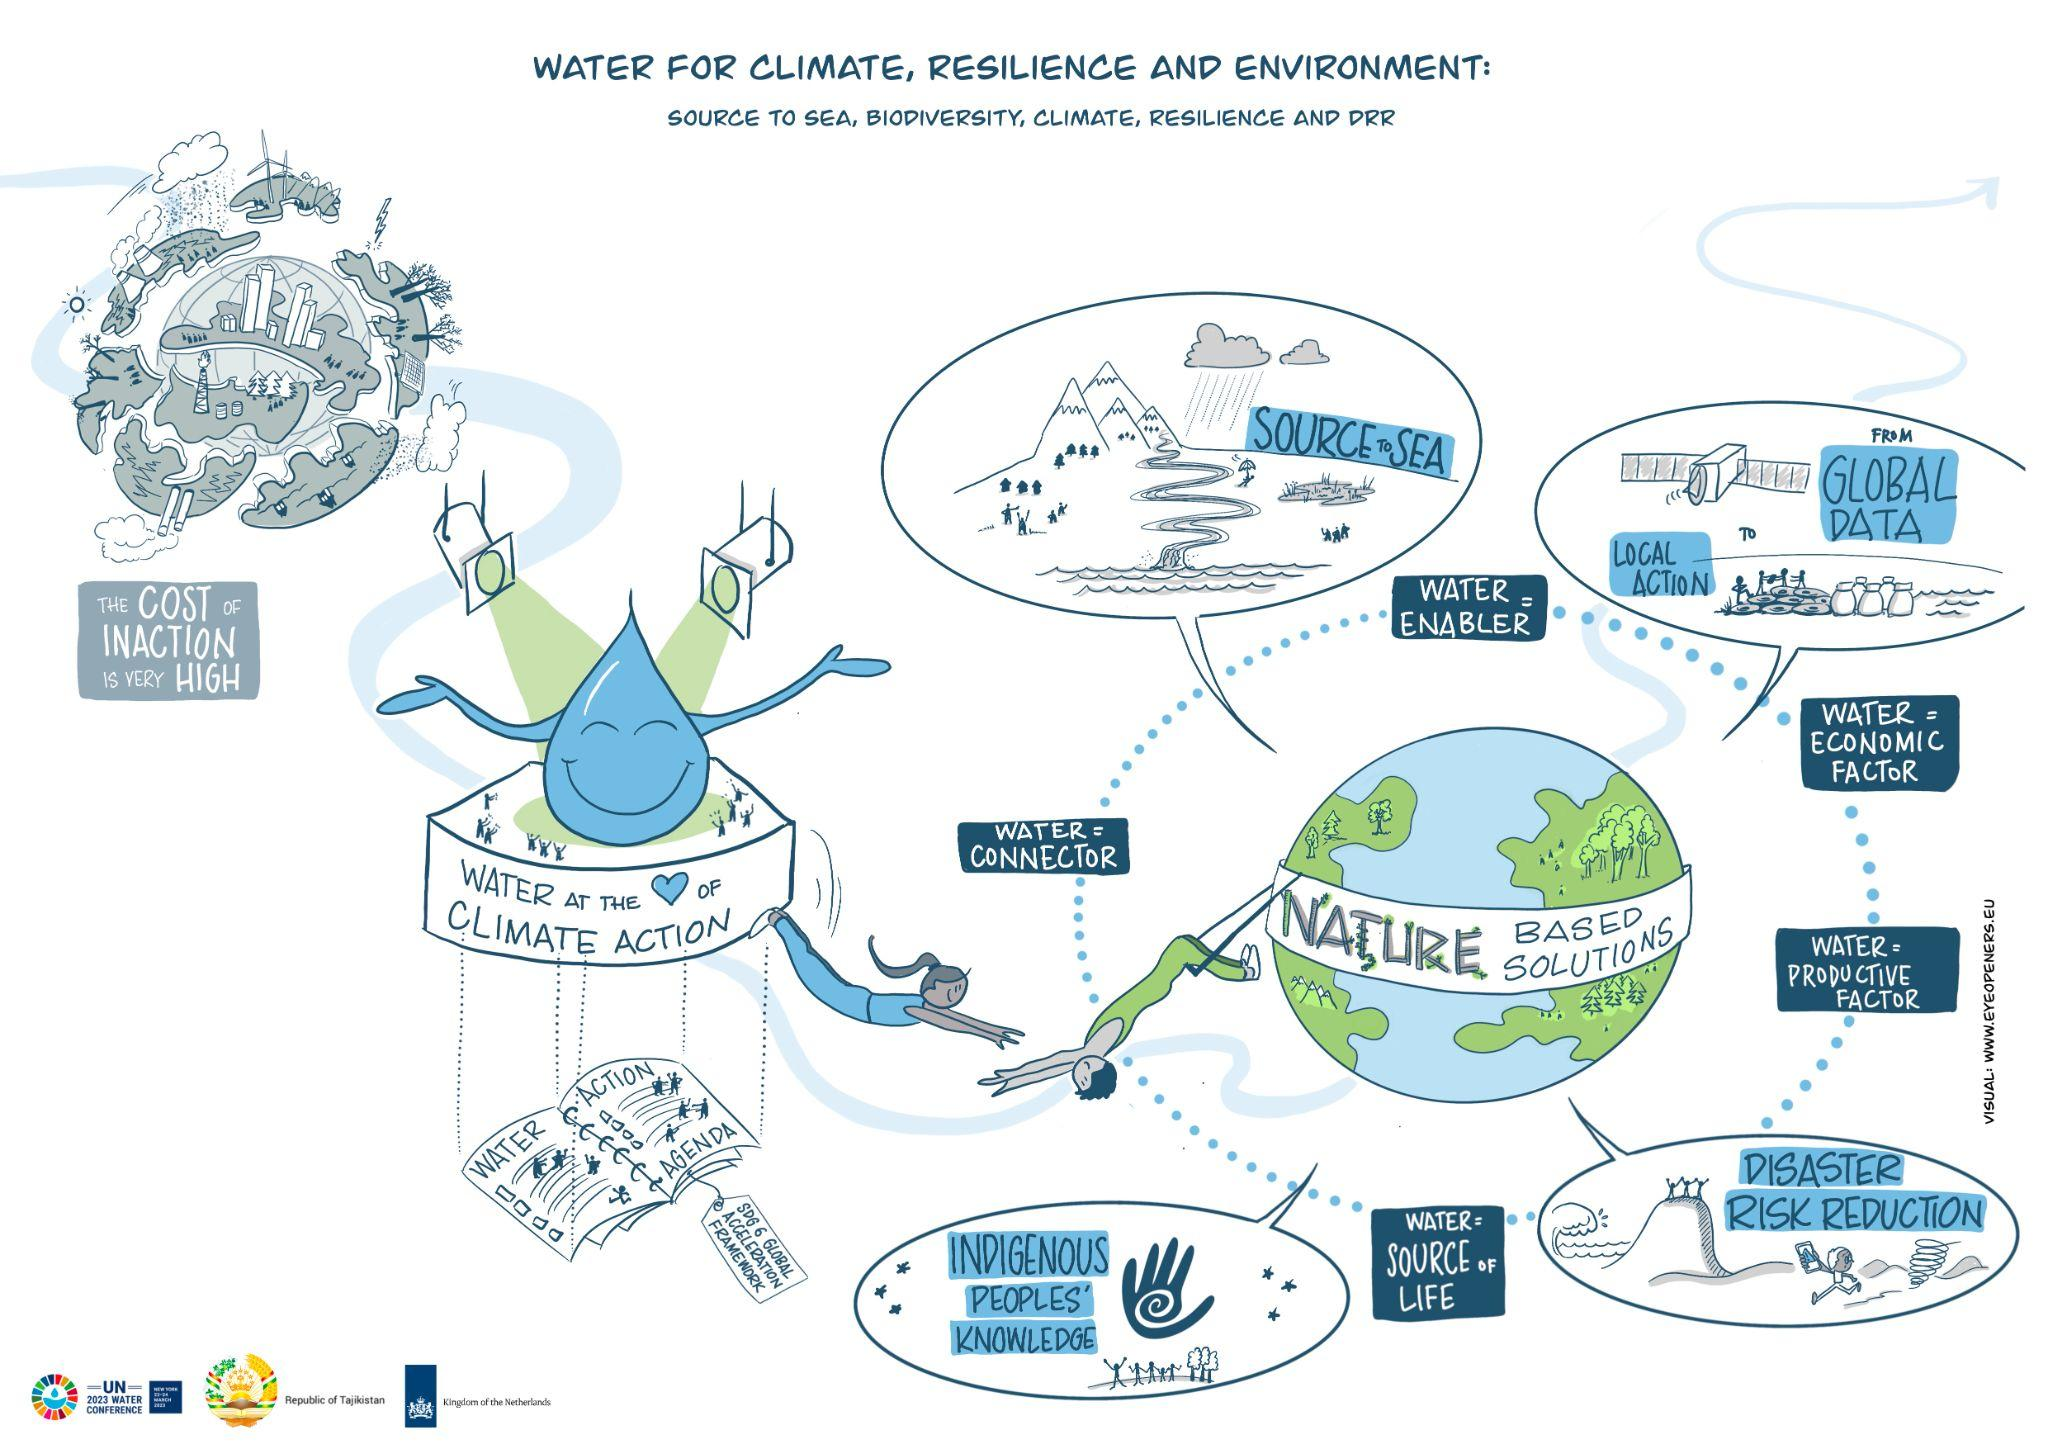 WATER FOR CLIMATE, RESILIENCE AND ENVIRONMENT:
SOURCE TO SEA, BIODIVERSITY, CLIMATE, RESILIENCE AND DRR
THE COST OF
INACTION
IS VERY HIGH
SOURCE TO SEA
FROM
GLOBAL
DATA
TO
LOCAL
ACTION
WATER =
ENABLER
WATER =
ECONOMIC
FACTOR
WATER =
CONNECTOR
WATER =
PRODUCTIVE
FACTOR
WATER AT THE OF
CLIMATE ACTION
NATURE BASED
SOLUTIONS
WATER
ACTION
AGENDA
SDG 6 GLOBAL
ACCELERATION
FRAMEWORK
INDIGENOUS
PEOPLES'
KNOWLEDGE
WATER =
SOURCE OF
LIFE
DISASTER
RISK REDUCTION
VISUAL: WWW.EYEOPENERS.EU
UN
2023 WATER
CONFERENCE
NEW YORK
22–24
MARCH
2023
Republic of Tajikistan
Kingdom of the Netherlands